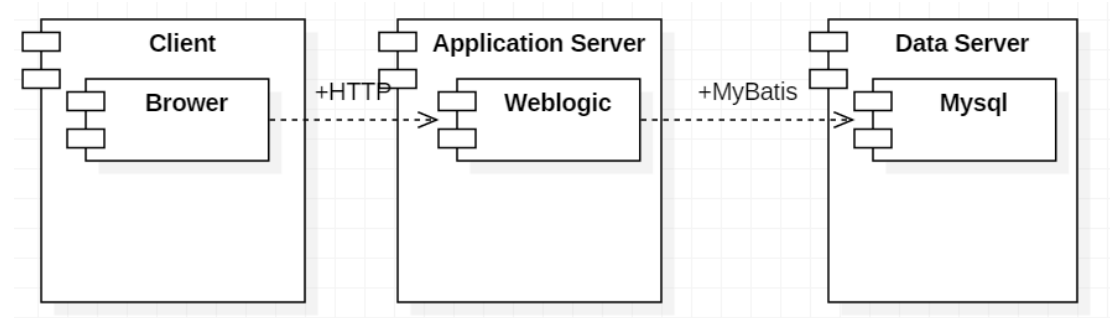 Client
Brower
+HTTP
Application Server
Weblogic
+MyBatis
Data Server
Mysql